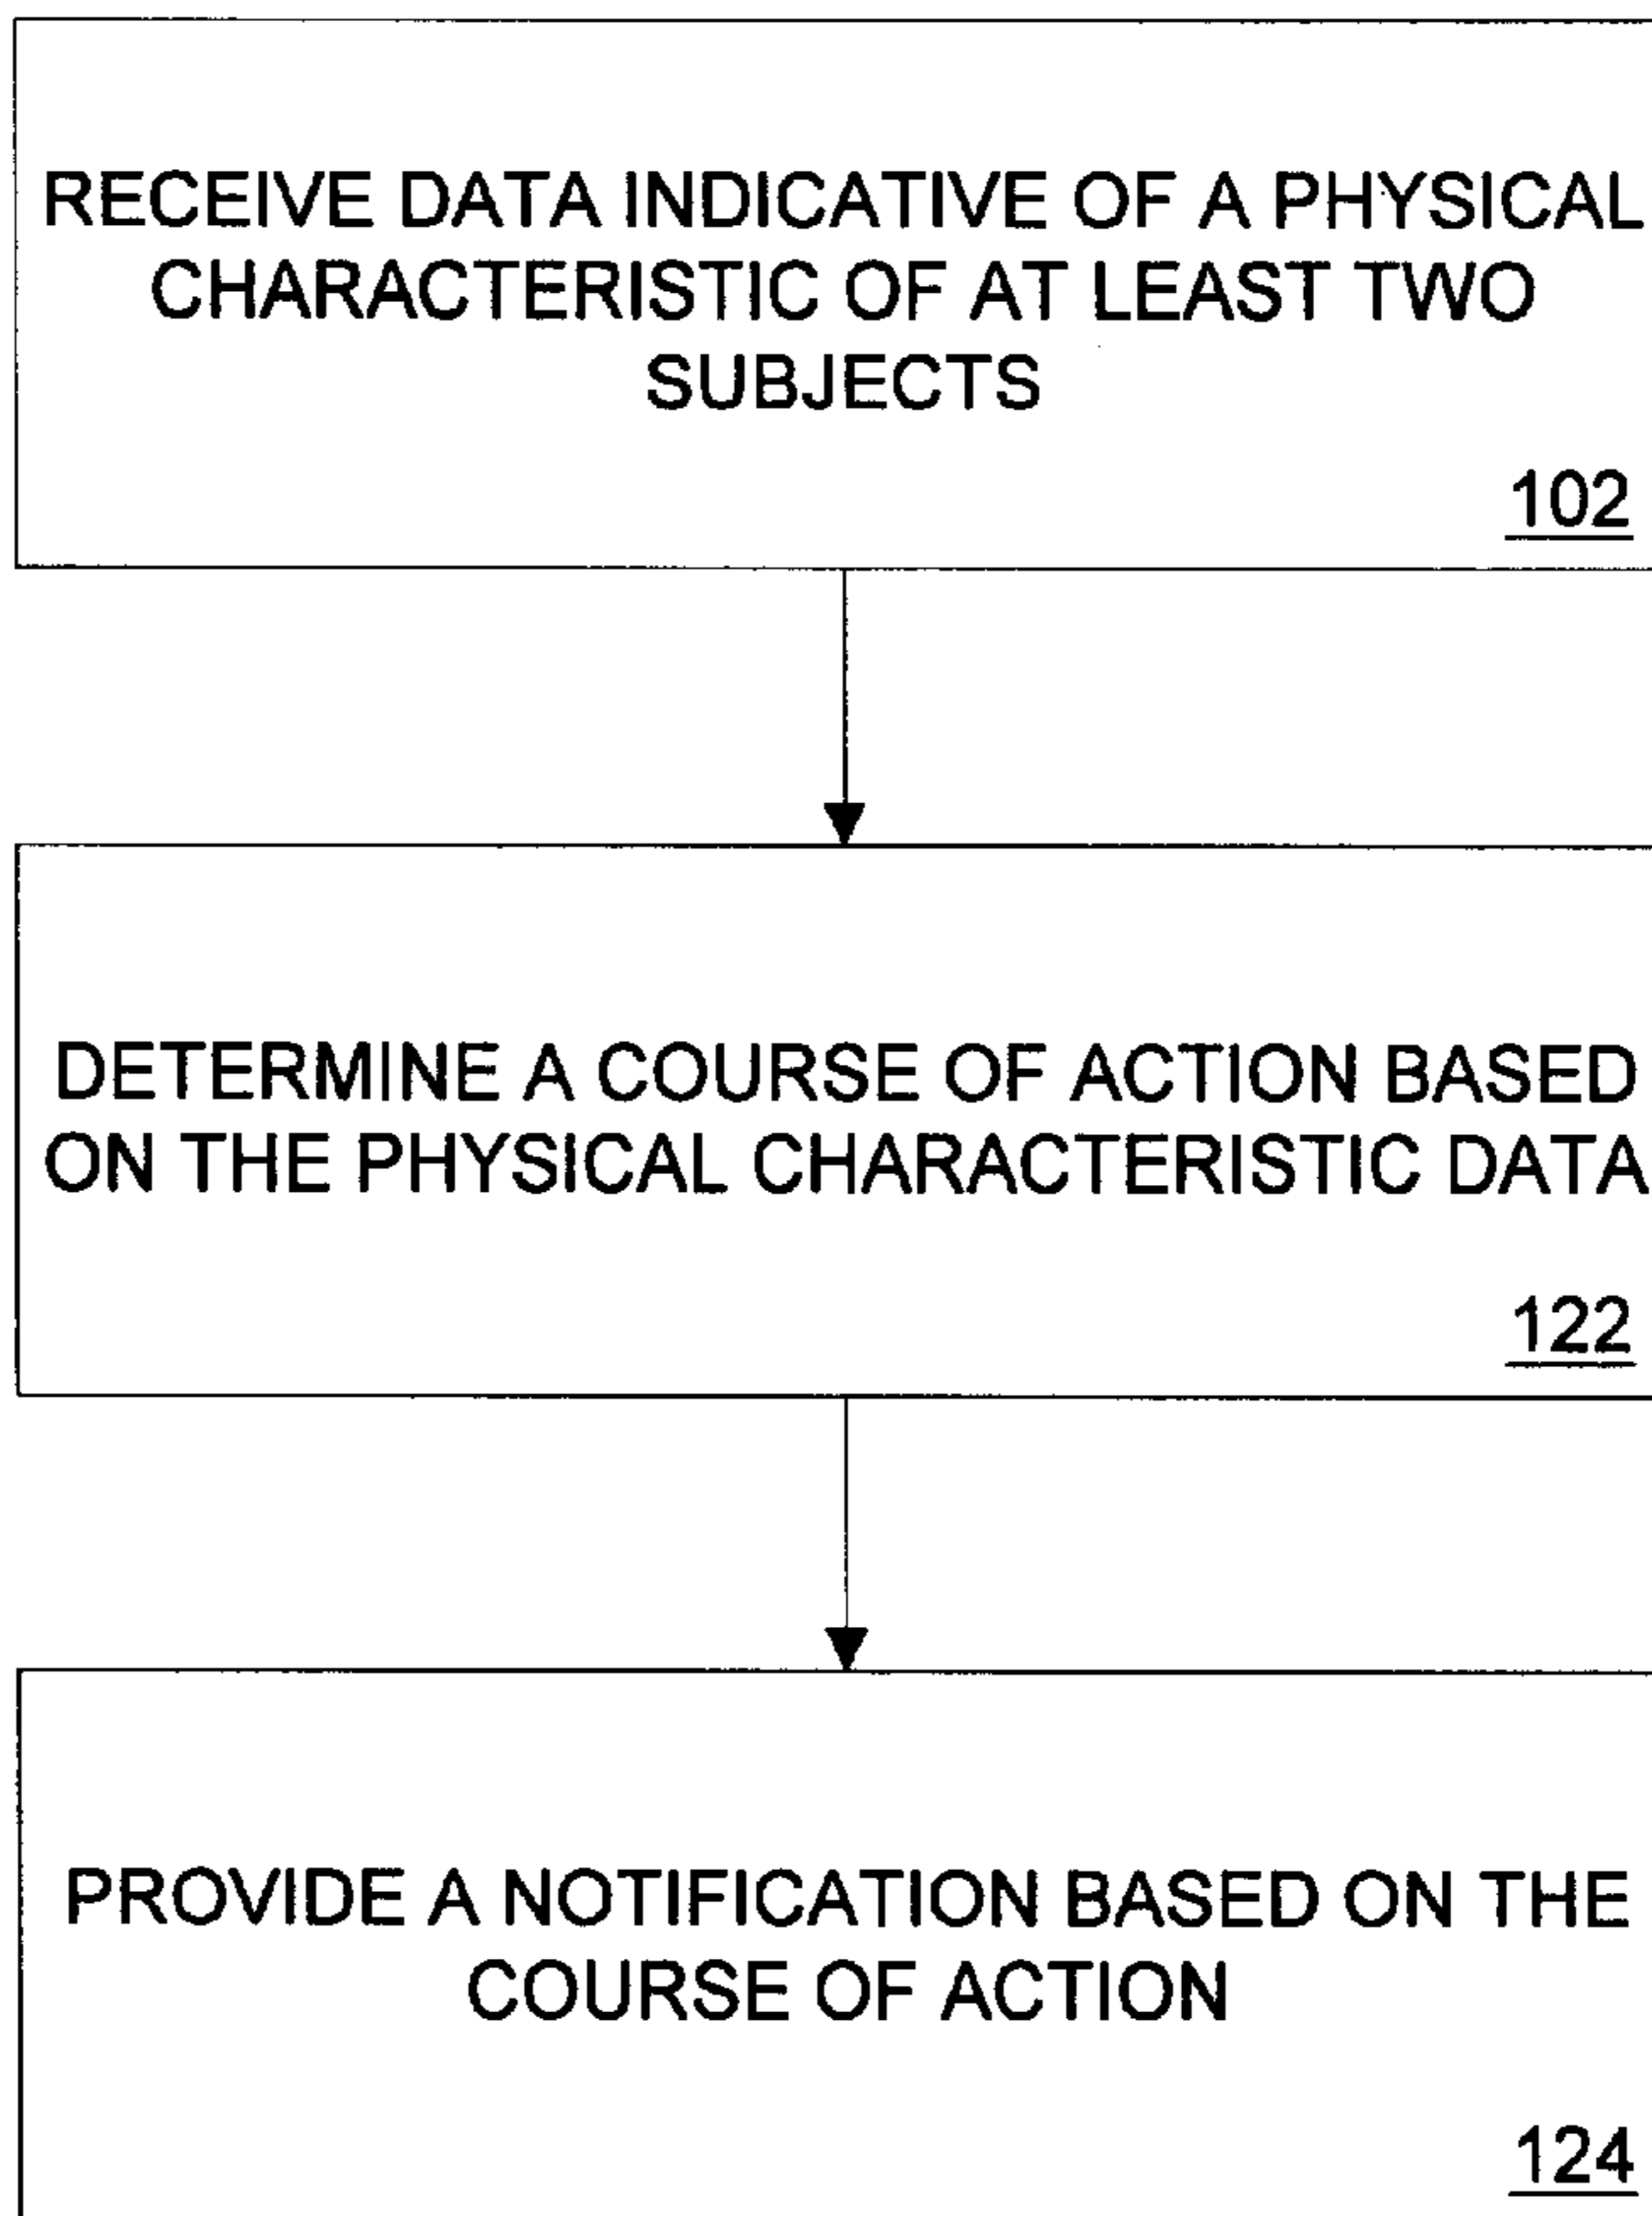 RECEIVE DATA INDICATIVE OF A PHYSICAL
CHARACTERISTIC OF AT LEAST TWO
SUBJECTS
102
DETERMINE A COURSE OF ACTION BASED
ON THE PHYSICAL CHARACTERISTIC DATA
122
PROVIDE A NOTIFICATION BASED ON THE
COURSE OF ACTION
124